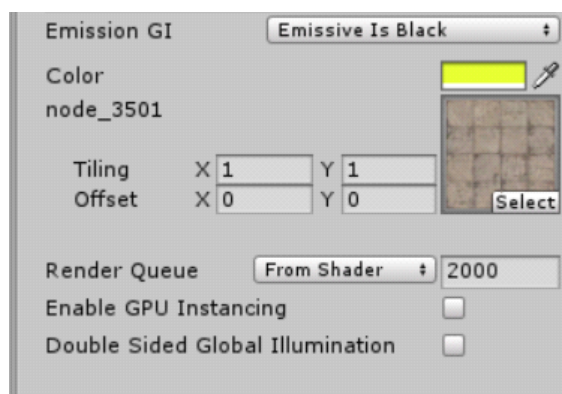 Emission GI Emissive Is Black
Color
node_3501
Tiling X 1 Y 1
Offset X 0 Y 0
Select
Render Queue From Shader 2000
Enable GPU Instancing
Double Sided Global Illumination